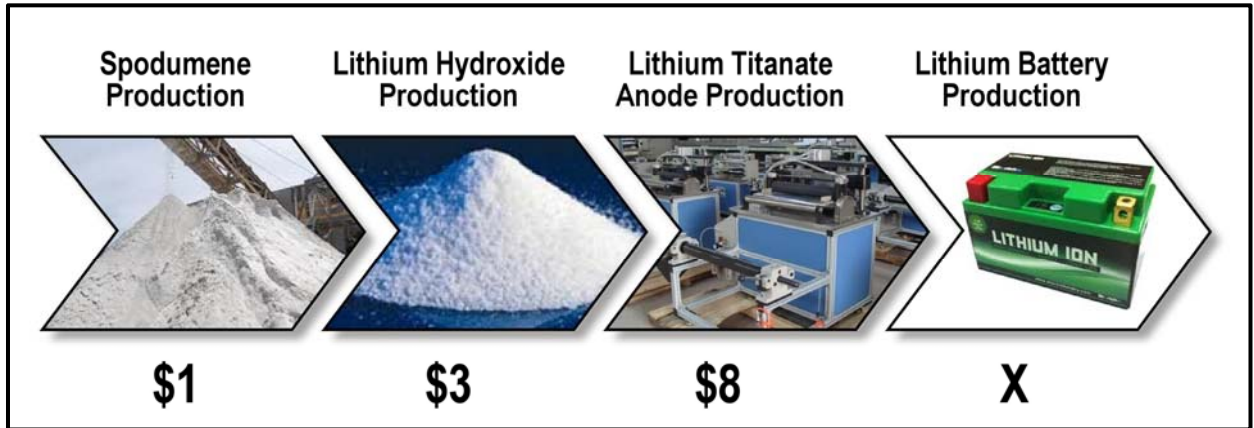 Spodumene
Production
Lithium Hydroxide
Production
Lithium Titanate
Anode Production
Lithium Battery
Production
LITHIUM ION
$1
$3
$8
X